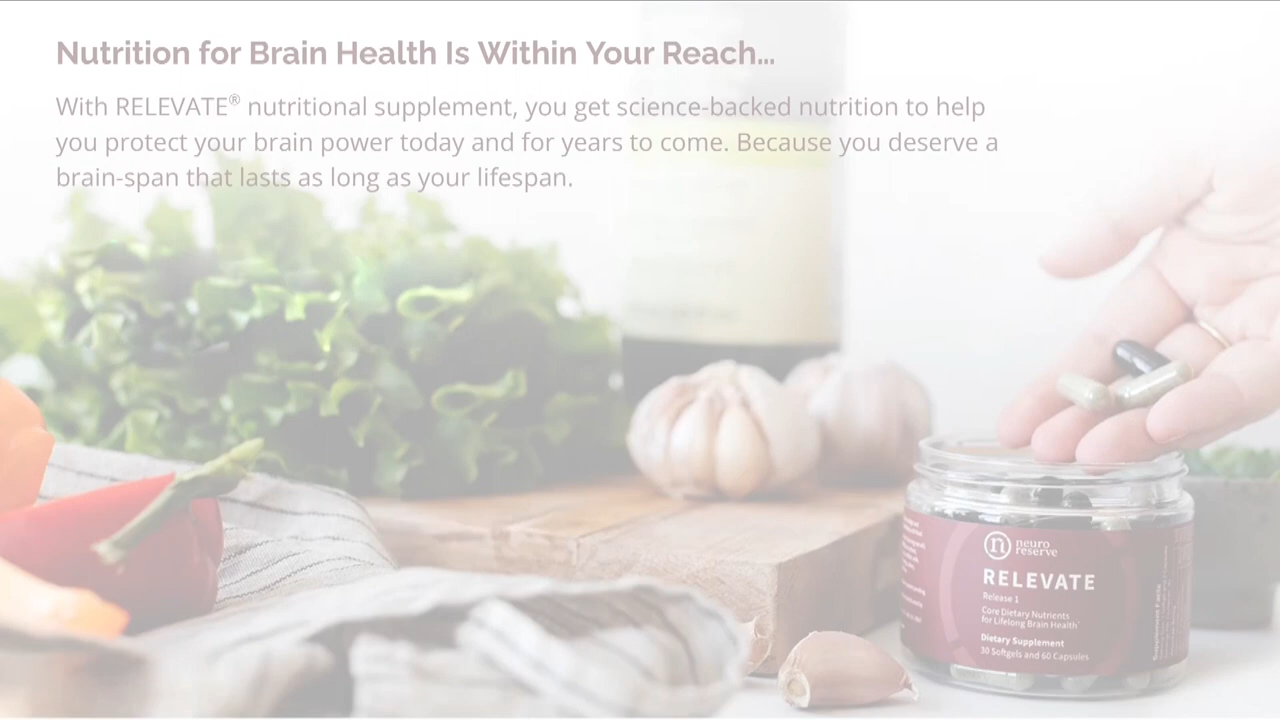 Nutrition for Brain Health Is Within Your Reach...
With RELEVATE® nutritional supplement, you get science-backed nutrition to help
you protect your brain power today and for years to come. Because you deserve a
brain-span that lasts as long as your lifespan.
neuro
reserve
RELEVATE
Release 1
Core Dietary Nutrients
for Lifelong Brain Health
Dietary Supplement
30 Softgels and 60 Capsules
Supplement Facts